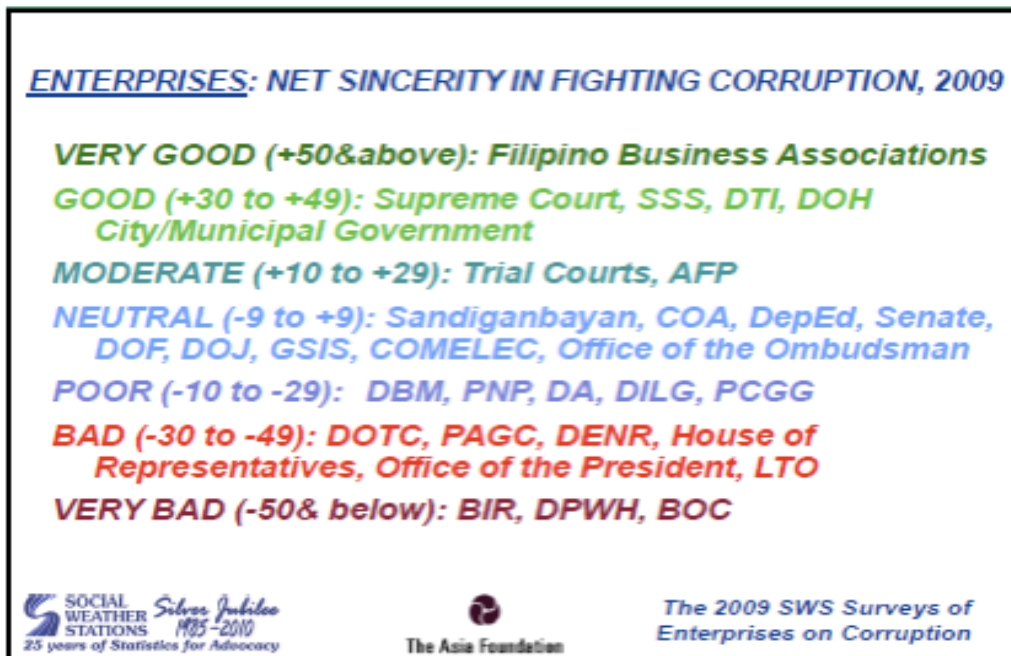 ENTERPRISES: NET SINCERITY IN FIGHTING CORRUPTION, 2009
VERY GOOD (+50&above): Filipino Business Associations
GOOD (+30 to +49): Supreme Court, SSS, DTI, DOH
City/Municipal Government
MODERATE (+10 to +29): Trial Courts, AFP
NEUTRAL (-9 to +9): Sandiganbayan, COA, DepEd, Senate,
DOF, DOJ, GSIS, COMELEC, Office of the Ombudsman
POOR (-10 to -29): DBM, PNP, DA, DILG, PCGG
BAD (-30 to -49): DOTC, PAGC, DENR, House of
Representatives, Office of the President, LTO
VERY BAD (-50& below): BIR, DPWH, BOC
SOCIAL
WEATHER
STATIONS
Silver Jubilee
1985-2010
25 years of Statistics for Advocacy
The Asia Foundation
The 2009 SWS Surveys of
Enterprises on Corruption